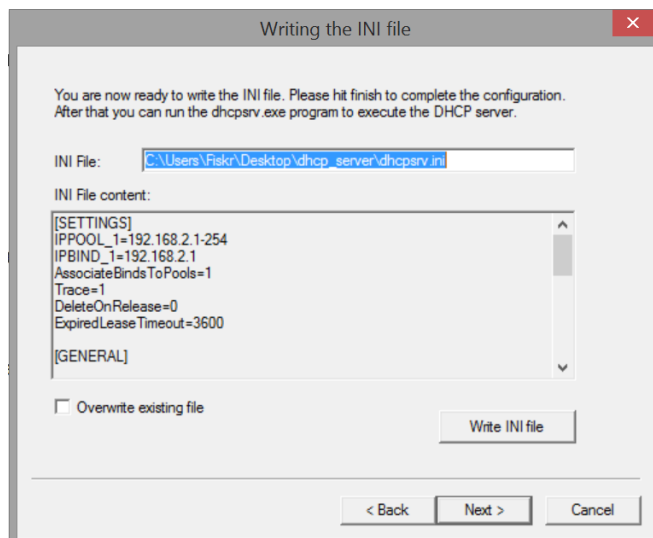 Writing the INI file
You are now ready to write the INI file. Please hit finish to complete the configuration.
After that you can run the dhcpsrv.exe program to execute the DHCP server.
INI File: C:\Users\Fiskr\Desktop\dhcp_server\dhcpsrv.ini
INI File content:
[SETTINGS]
IPPOOL_1=192.168.2.1-254
IPBIND_1=192.168.2.1
AssociateBindsToPools=1
Trace=1
DeleteOnRelease=0
ExpiredLeaseTimeout=3600
[GENERAL]
Overwrite existing file
Write INI file
< Back Next > Cancel